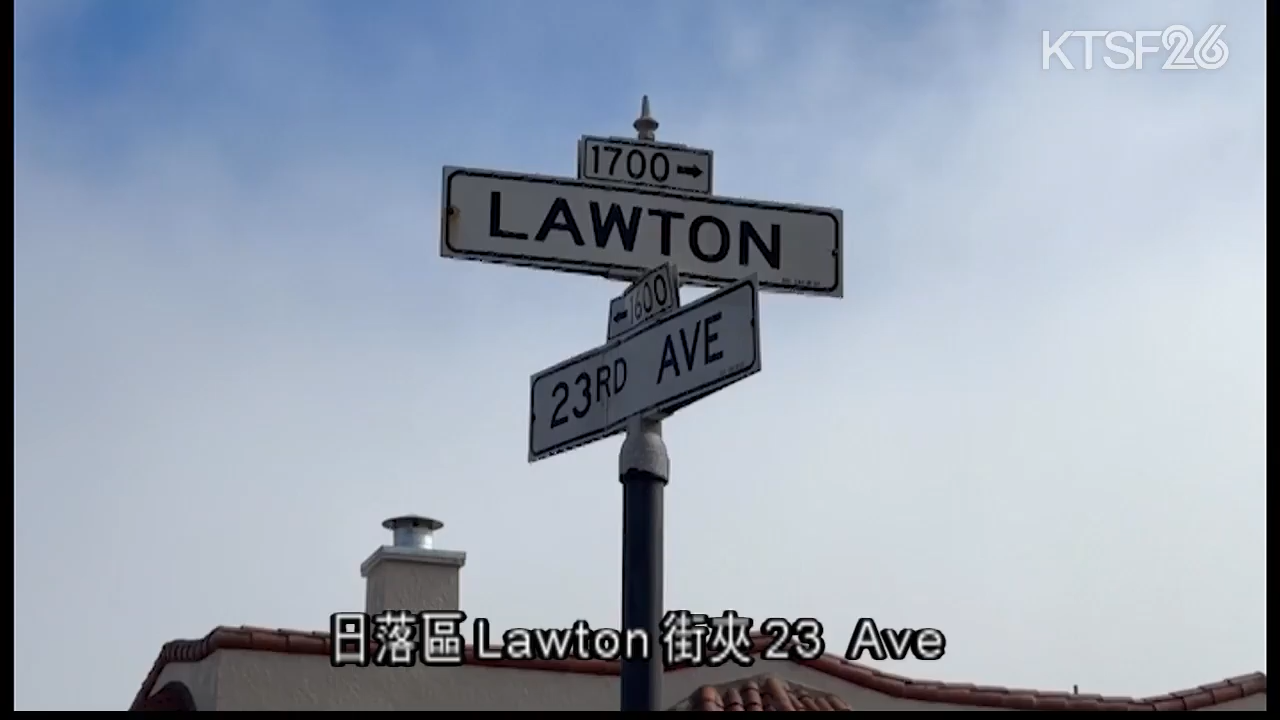 KTSF26
1700→
LAWTON
←1600
23RD AVE
日落區 Lawton 街夾 23 Ave